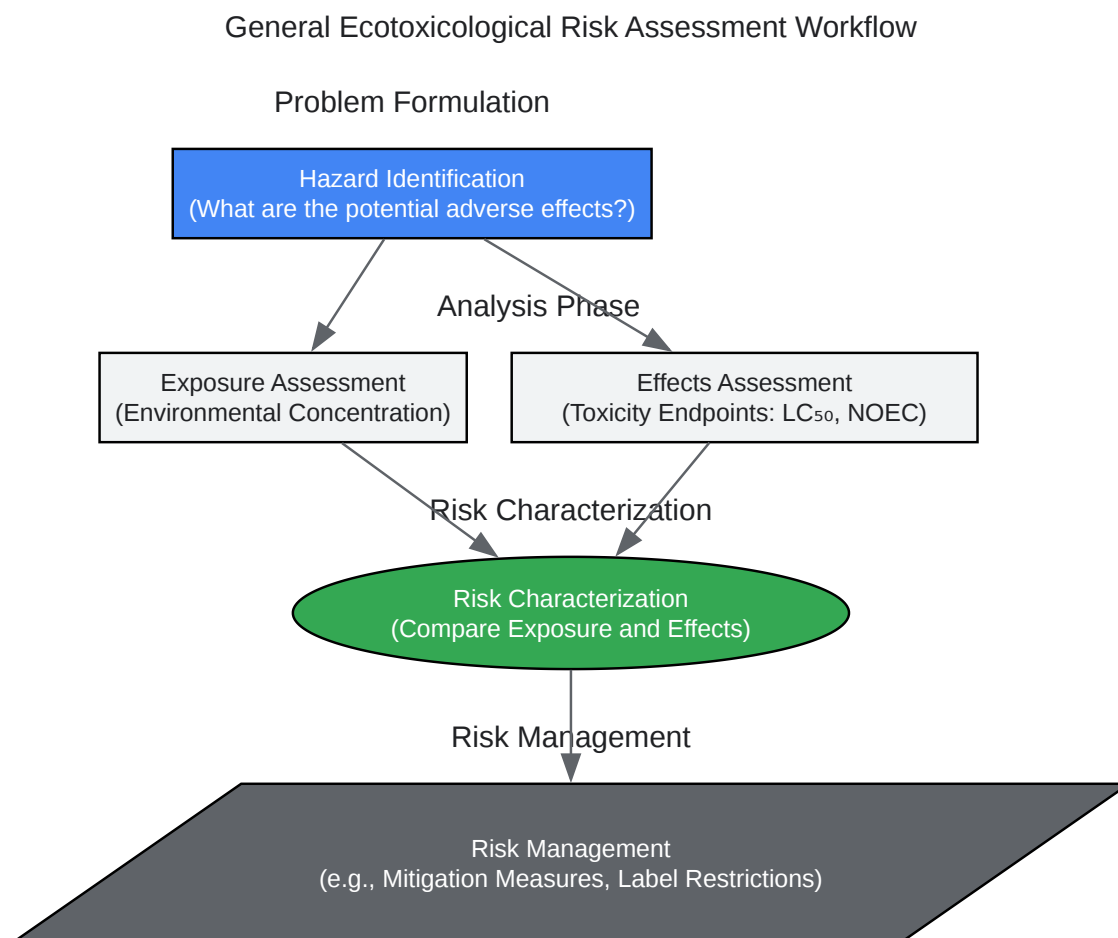 General Ecotoxicological Risk Assessment Workflow
Problem Formulation
Hazard Identification
(What are the potential adverse effects?)
Analysis Phase
Exposure Assessment
(Environmental Concentration)
Effects Assessment
(Toxicity Endpoints: LC₅₀, NOEC)
Risk Characterization
Risk Characterization
(Compare Exposure and Effects)
Risk Management
Risk Management
(e.g., Mitigation Measures, Label Restrictions)